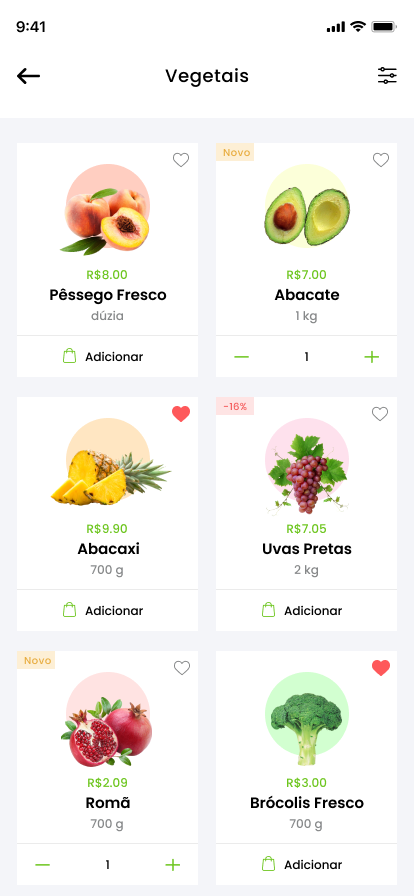 9:41
Vegetais
R$8.00
Pêssego Fresco
dúzia
Adicionar
Novo
R$7.00
Abacate
1 kg
1
R$9.90
Abacaxi
700 g
Adicionar
-16%
R$7.05
Uvas Pretas
2 kg
Adicionar
Novo
R$2.09
Romã
700 g
1
R$3.00
Brócolis Fresco
700 g
Adicionar